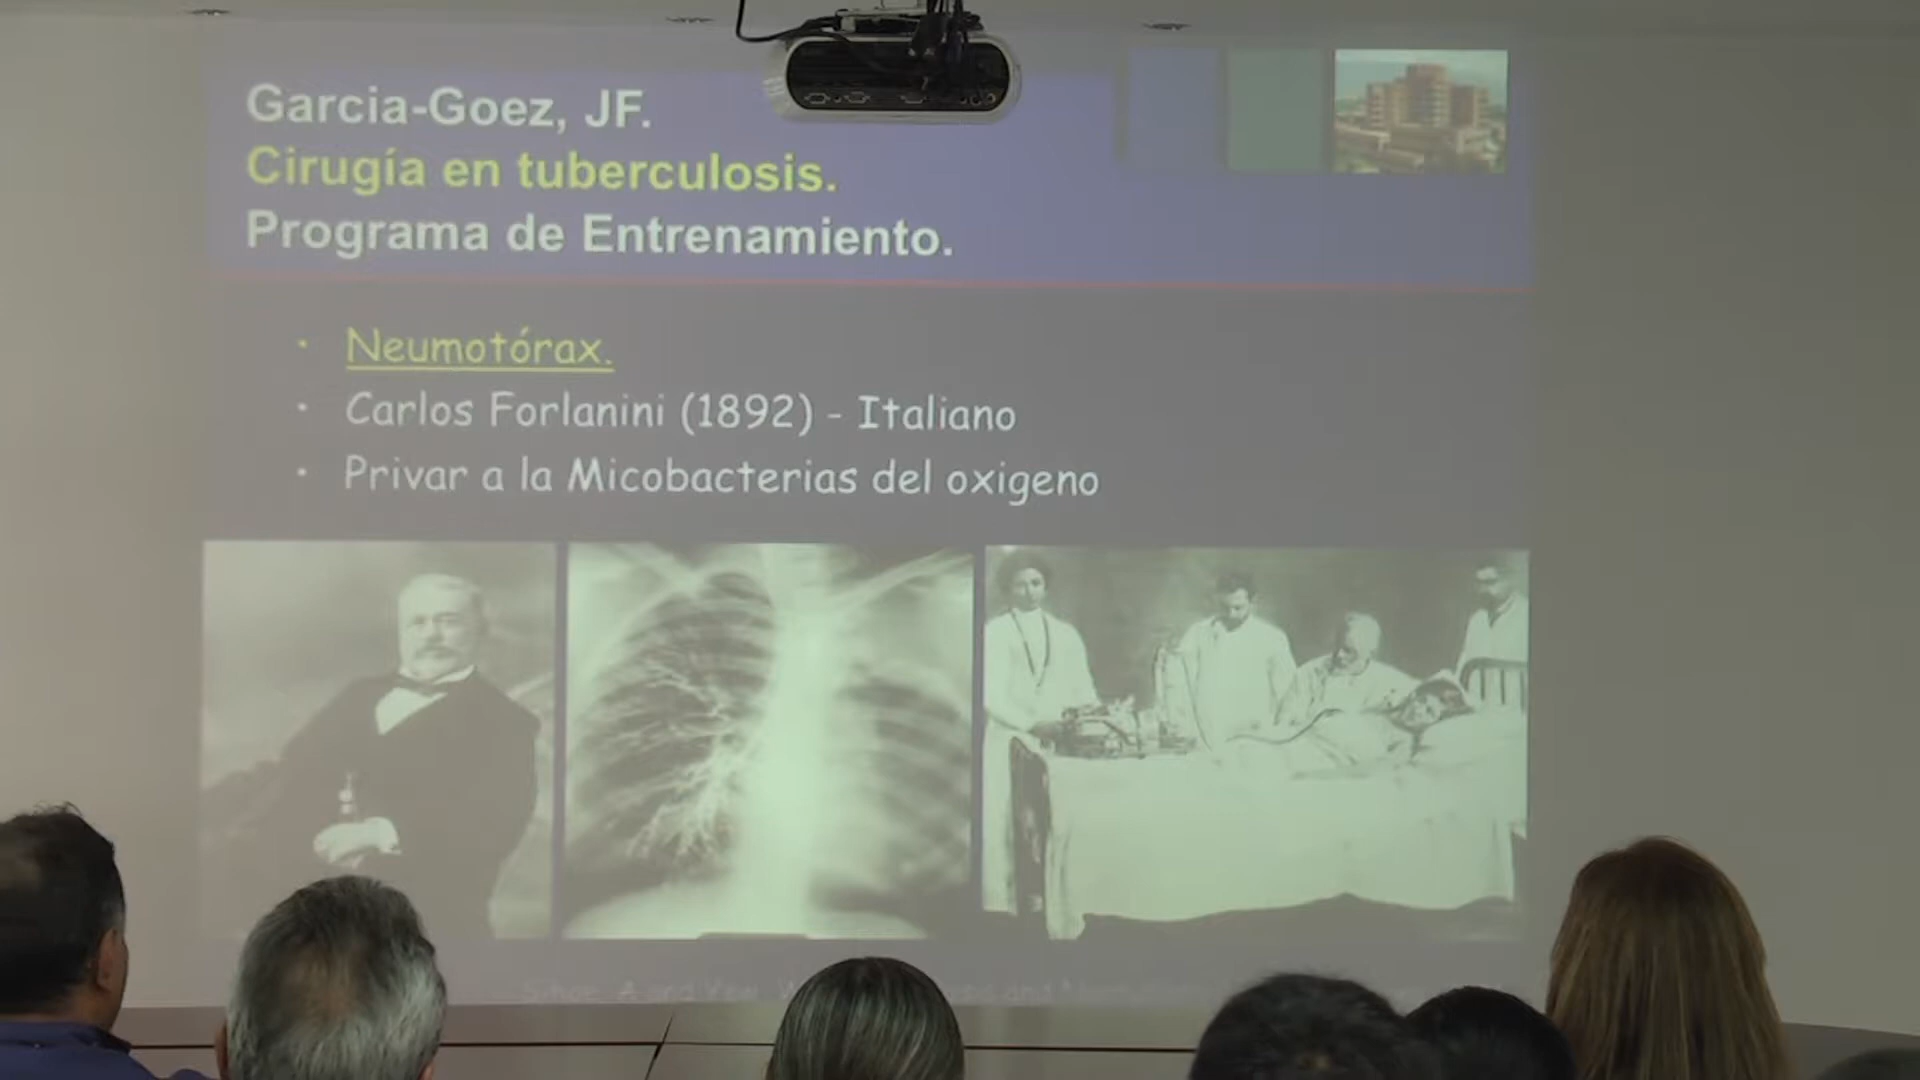 Garcia-Goez, JF.
Cirugía en tuberculosis.
Programa de Entrenamiento.
• Neumotórax.
• Carlos Forlanini (1892) - Italiano
• Privar a la Micobacterias del oxigeno